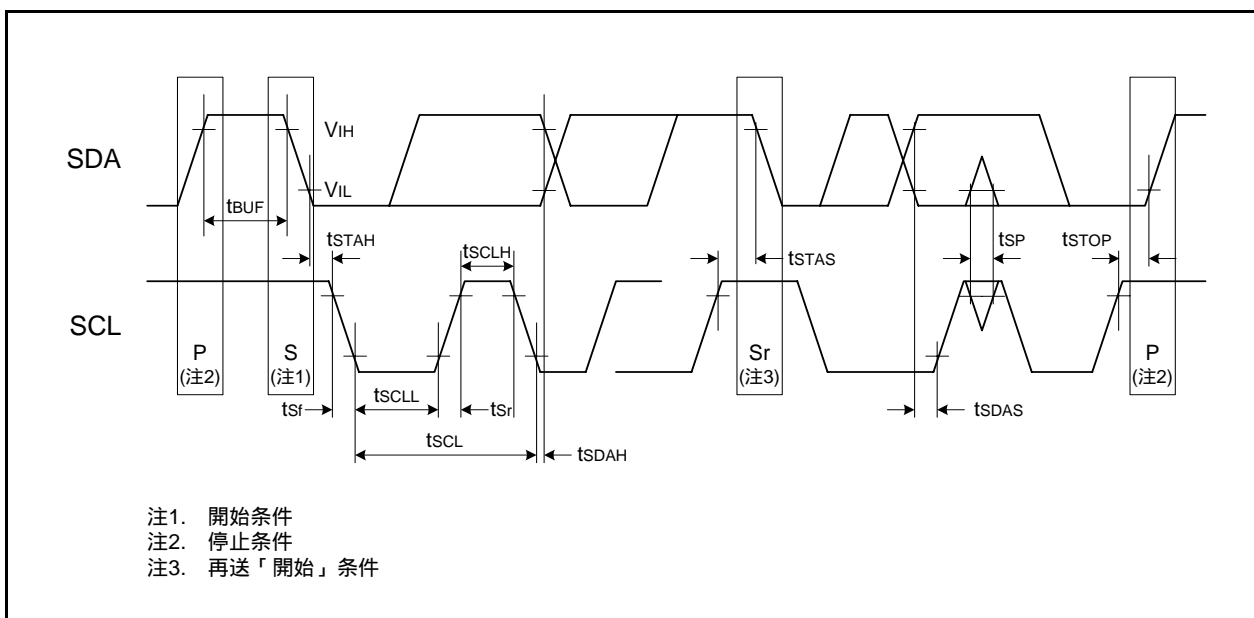 SDA
VIH
VIL
tBUF
tSTAH
tSCLH
tSTAS
tSP
tSTOP
SCL
P
(注2)
S
(注1)
Sr
(注3)
P
(注2)
tSf
tSCLL
tSr
tSDAS
tSCL
tSDAH
注1. 開始条件
注2. 停止条件
注3. 再送「開始」条件